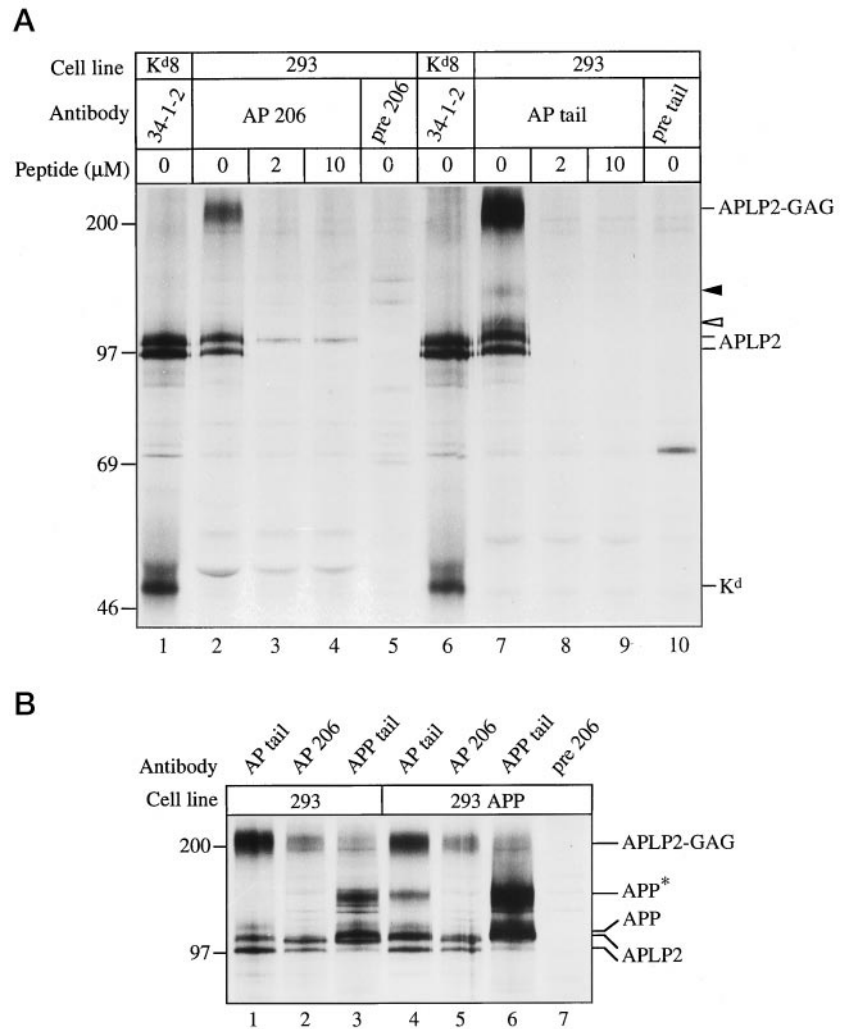 A
Cell line Kᵈ8 293 Kᵈ8 293
Antibody 34-1-2 AP 206 pre 206 34-1-2 AP tail pre tail
Peptide (μM) 0 0 2 10 0 0 0 2 10 0
APLP2-GAG
200
APLP2
97
69
Kᵈ
46
1 2 3 4 5 6 7 8 9 10
B
Antibody AP tail AP 206 APP tail AP tail AP 206 APP tail pre 206
Cell line 293 293 APP
200 APLP2-GAG
APP*
APP
97 APLP2
1 2 3 4 5 6 7